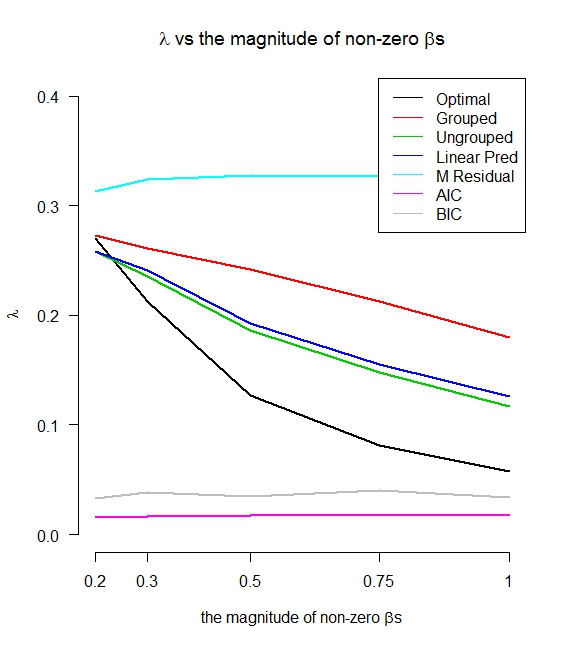 λ vs the magnitude of non-zero βs
0.4
0.3
0.2
0.1
0.0
λ
Optimal
Grouped
Ungrouped
Linear Pred
M Residual
AIC
BIC
0.2 0.3 0.5 0.75 1
the magnitude of non-zero βs